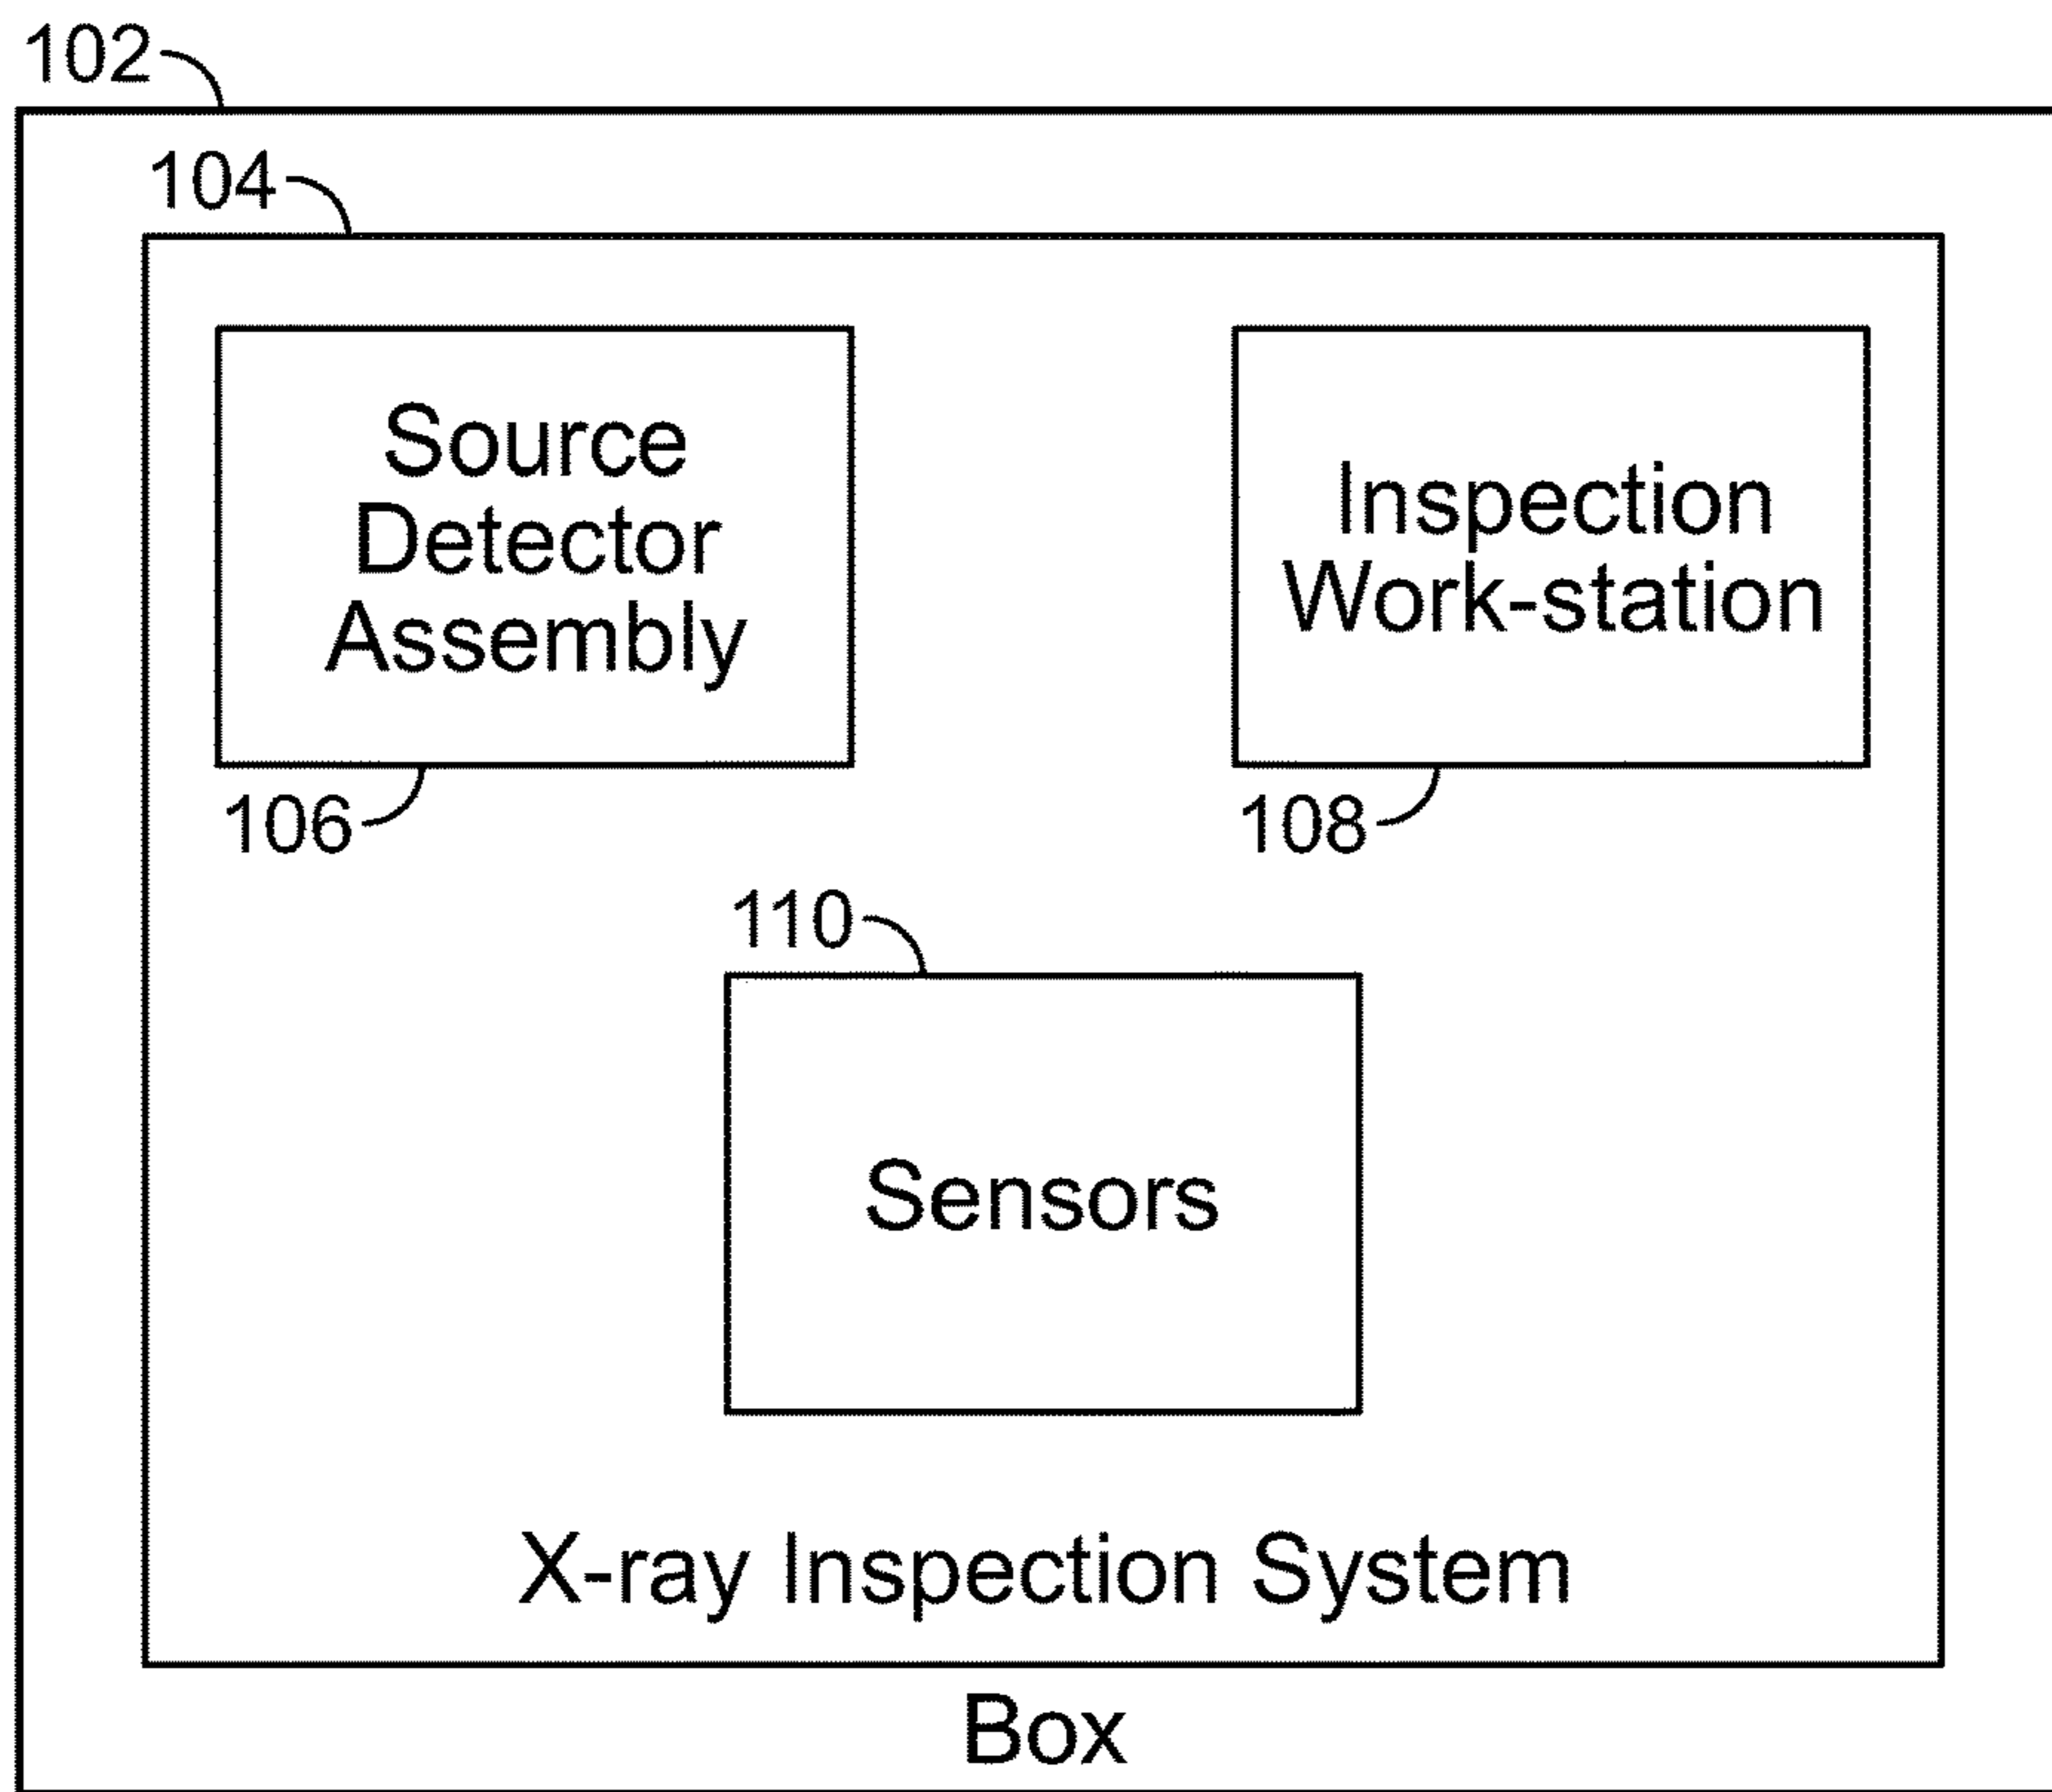 102
104
Source
Detector
Assembly
Inspection
Work-station
106
108
110
Sensors
X-ray Inspection System
Box